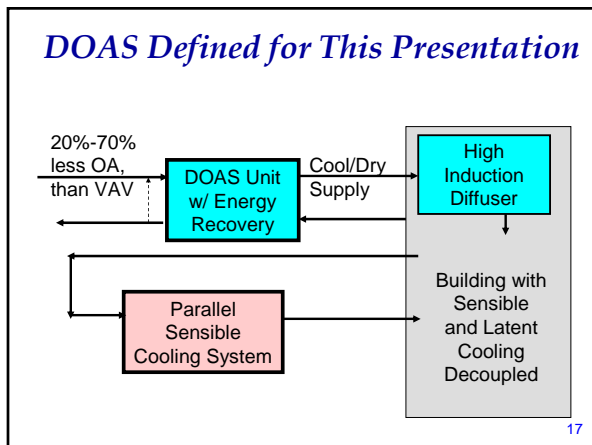 DOAS Defined for This Presentation
20%-70%
less OA,
than VAV
DOAS Unit
w/ Energy
Recovery
Cool/Dry
Supply
High
Induction
Diffuser
Parallel
Sensible
Cooling System
Building with
Sensible
and Latent
Cooling
Decoupled
17